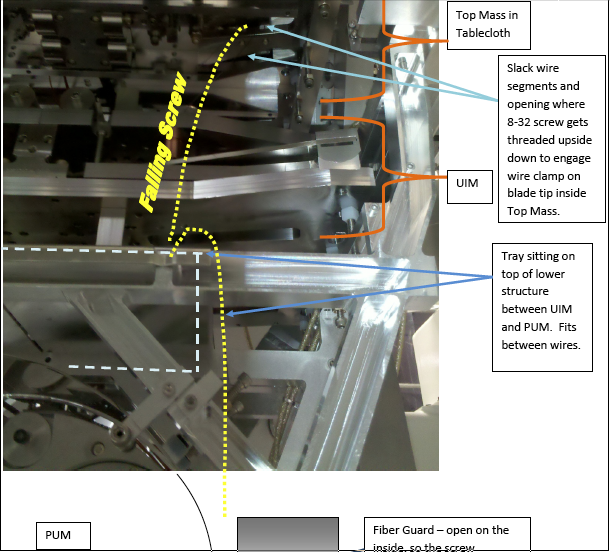 Top Mass in
Tablecloth
Slack wire
segments and
opening where
8-32 screw gets
threaded upside
down to engage
wire clamp on
blade tip inside
Top Mass.
Falling Screw
UIM
Tray sitting on
top of lower
structure
between UIM
and PUM. Fits
between wires.
PUM
Fiber Guard – open on the
inside, so the screw